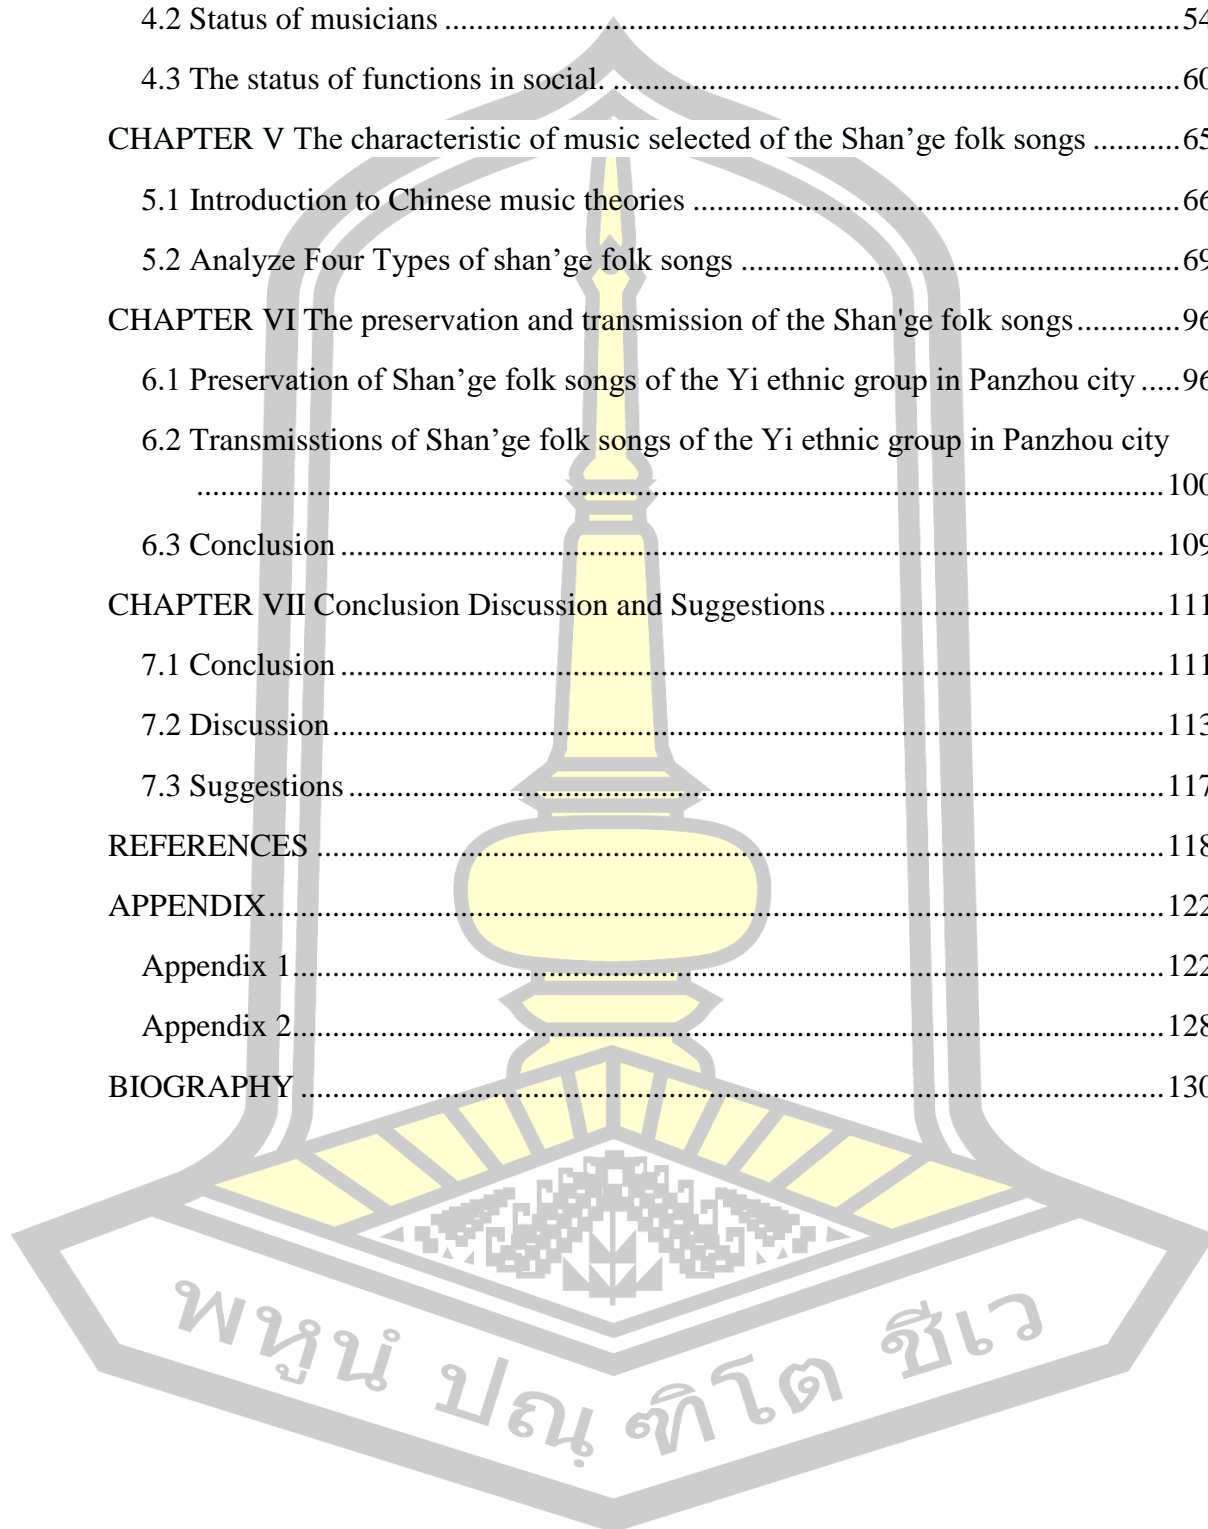 4.2 Status of musicians ........................................................................................54
4.3 The status of functions in social. ....................................................................60
CHAPTER V The characteristic of music selected of the Shan’ge folk songs ...........65
5.1 Introduction to Chinese music theories ..........................................................66
5.2 Analyze Four Types of shan’ge folk songs ....................................................69
CHAPTER VI The preservation and transmission of the Shan'ge folk songs.............96
6.1 Preservation of Shan’ge folk songs of the Yi ethnic group in Panzhou city .....96
6.2 Transmisstions of Shan’ge folk songs of the Yi ethnic group in Panzhou city
...............................................................................................................100
6.3 Conclusion ....................................................................................................109
CHAPTER VII Conclusion Discussion and Suggestions ........................................111
7.1 Conclusion ....................................................................................................111
7.2 Discussion .....................................................................................................113
7.3 Suggestions ...................................................................................................117
REFERENCES ......................................................................................................118
APPENDIX............................................................................................................122
Appendix 1..........................................................................................................122
Appendix 2..........................................................................................................128
BIOGRAPHY ........................................................................................................130
พหูนํ ปณฺฑิโต ชีเว